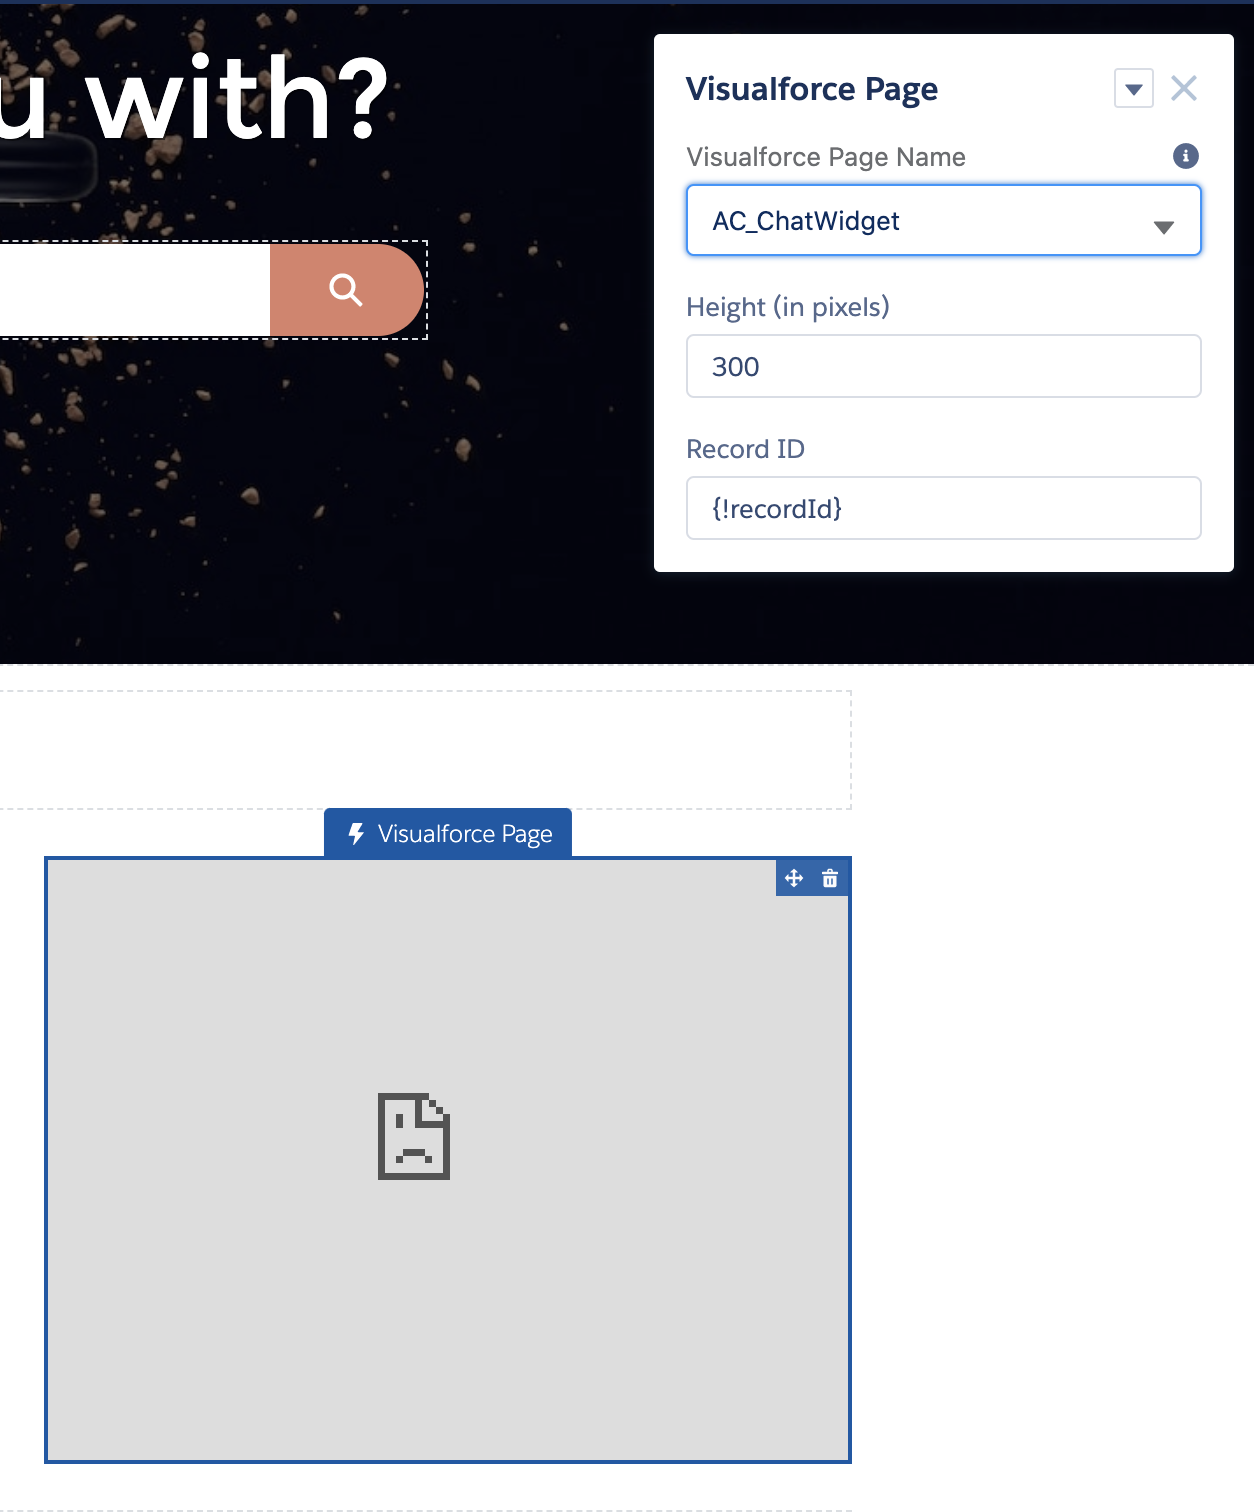 u with?
Visualforce Page
Visualforce Page Name
AC_ChatWidget
Height (in pixels)
300
Record ID
{!recordId}
Visualforce Page